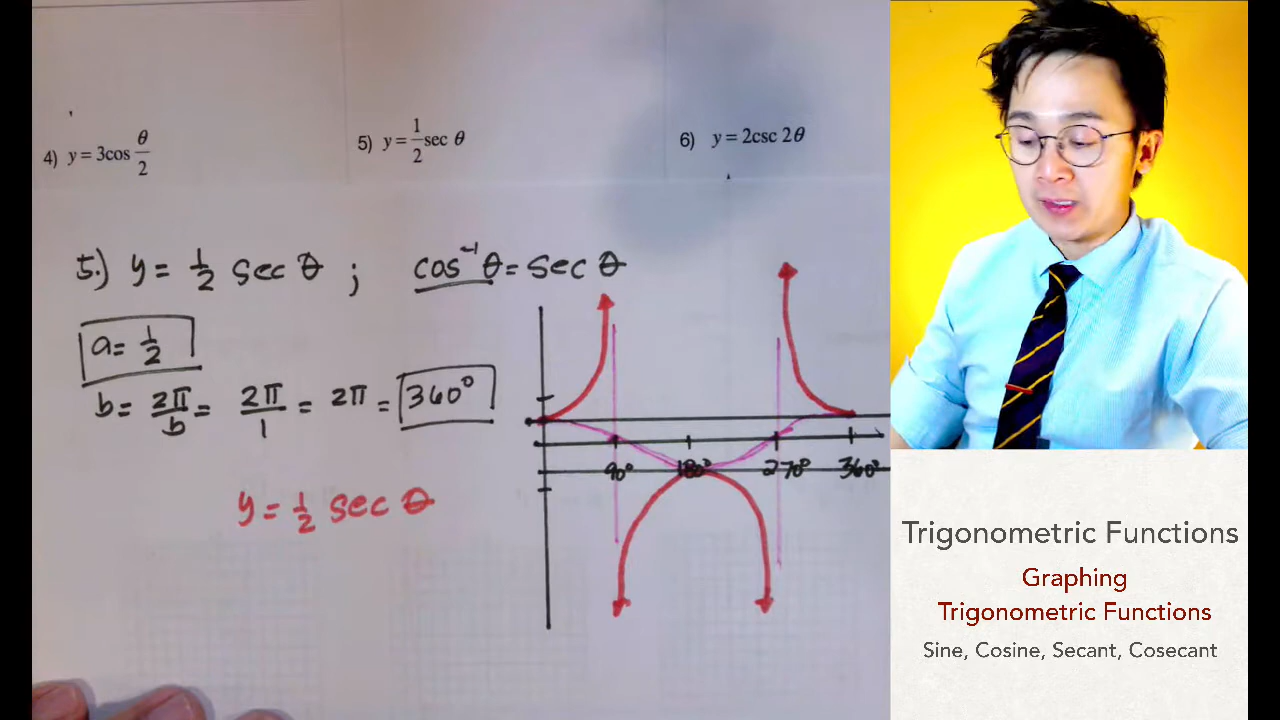 4) y = 3cos θ/2
5) y = 1/2 sec θ
6) y = 2csc 2θ
5.) y = 1/2 sec θ ; cos⁻¹ θ = sec θ
a = 1/2
b = 2π/b = 2π/1 = 2π = 360°
y = 1/2 sec θ
90° 180° 270° 360°
Trigonometric Functions
Graphing
Trigonometric Functions
Sine, Cosine, Secant, Cosecant